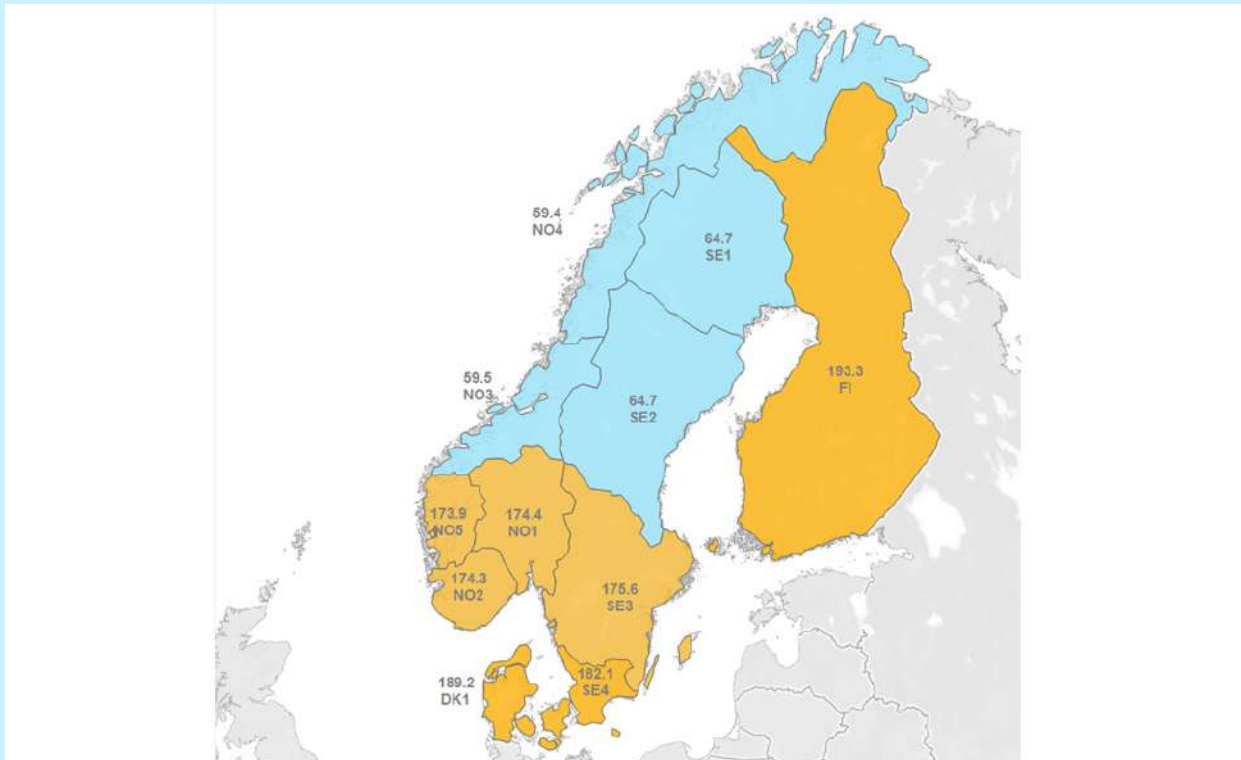 59.4
NO4
64.7
SE1
59.5
NO3
64.7
SE2
193.3
FI
173.9
NO5
174.4
NO1
174.3
NO2
175.6
SE3
189.2
DK1
182.1
SE4